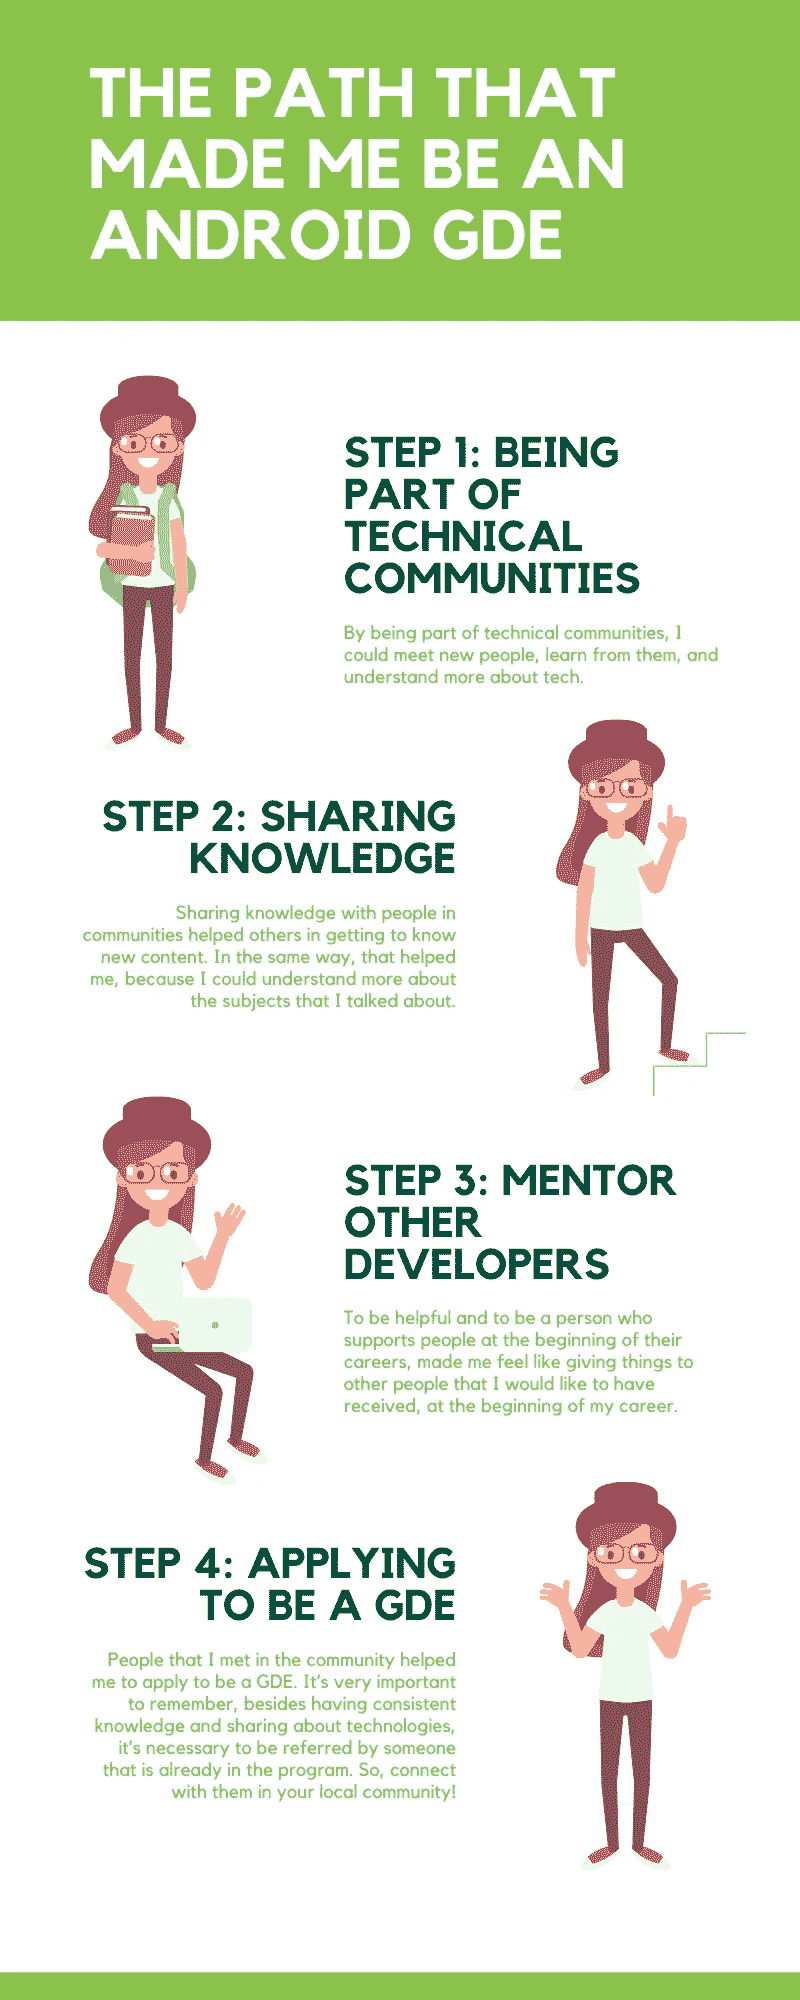 THE PATH THAT
MADE ME BE AN
ANDROID GDE
STEP 1: BEING
PART OF
TECHNICAL
COMMUNITIES
By being part of technical communities, I
could meet new people, learn from them, and
understand more about tech.
STEP 2: SHARING
KNOWLEDGE
Sharing knowledge with people in
communities helped others in getting to know
new content. In the same way, that helped
me, because I could understand more about
the subjects that I talked about.
STEP 3: MENTOR
OTHER
DEVELOPERS
To be helpful and to be a person who
supports people at the beginning of their
careers, made me feel like giving things to
other people that I would like to have
received, at the beginning of my career.
STEP 4: APPLYING
TO BE A GDE
People that I met in the community helped
me to apply to be a GDE. It's very important
to remember, besides having consistent
knowledge and sharing about technologies,
it's necessary to be referred by someone
that is already in the program. So, connect
with them in your local community!